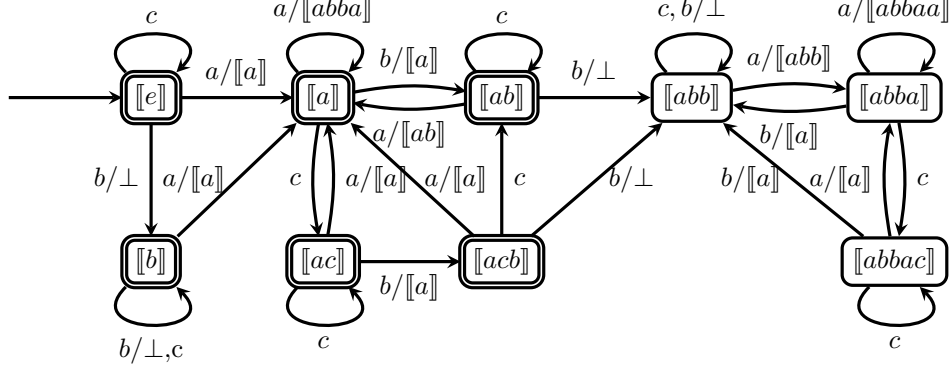 c
a/⟦abba⟧
c
c, b/⊥
a/⟦abbaa⟧
a/⟦a⟧
b/⟦a⟧
b/⊥
a/⟦abb⟧
⟦e⟧
⟦a⟧
⟦ab⟧
⟦abb⟧
⟦abba⟧
a/⟦ab⟧
b/⟦a⟧
b/⊥
a/⟦a⟧
c
a/⟦a⟧
a/⟦a⟧
c
b/⊥
b/⟦a⟧
a/⟦a⟧
c
⟦b⟧
⟦ac⟧
⟦acb⟧
⟦abbac⟧
b/⟦a⟧
b/⊥,c
c
c